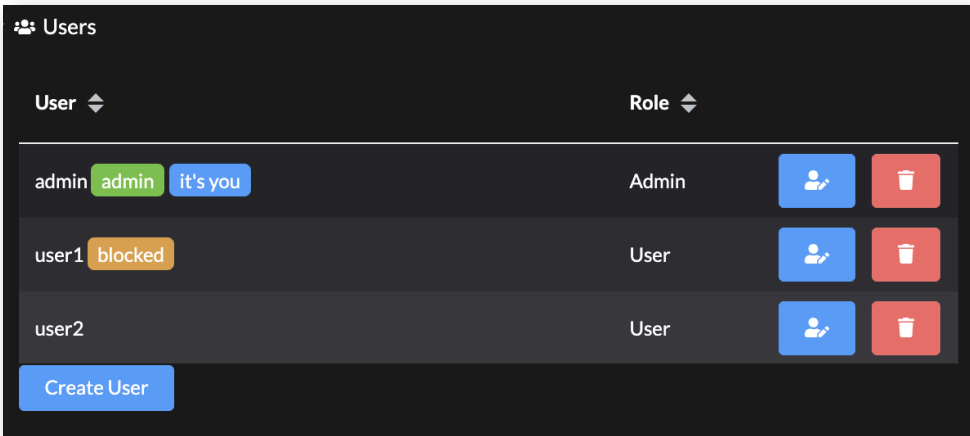 Users
User Role
admin admin it's you Admin
user1 blocked User
user2 User
Create User